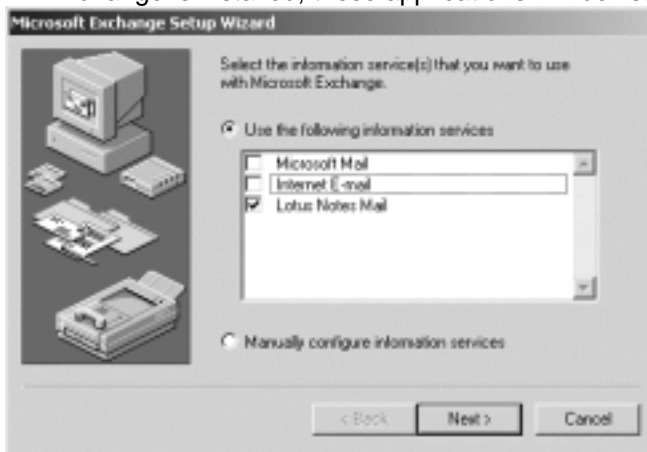 Microsoft Exchange Setup Wizard
Select the information service(s) that you want to use
with Microsoft Exchange.
Use the following information services
Microsoft Mail
Internet E-mail
Lotus Notes Mail
Manually configure information services
< Back
Next >
Cancel